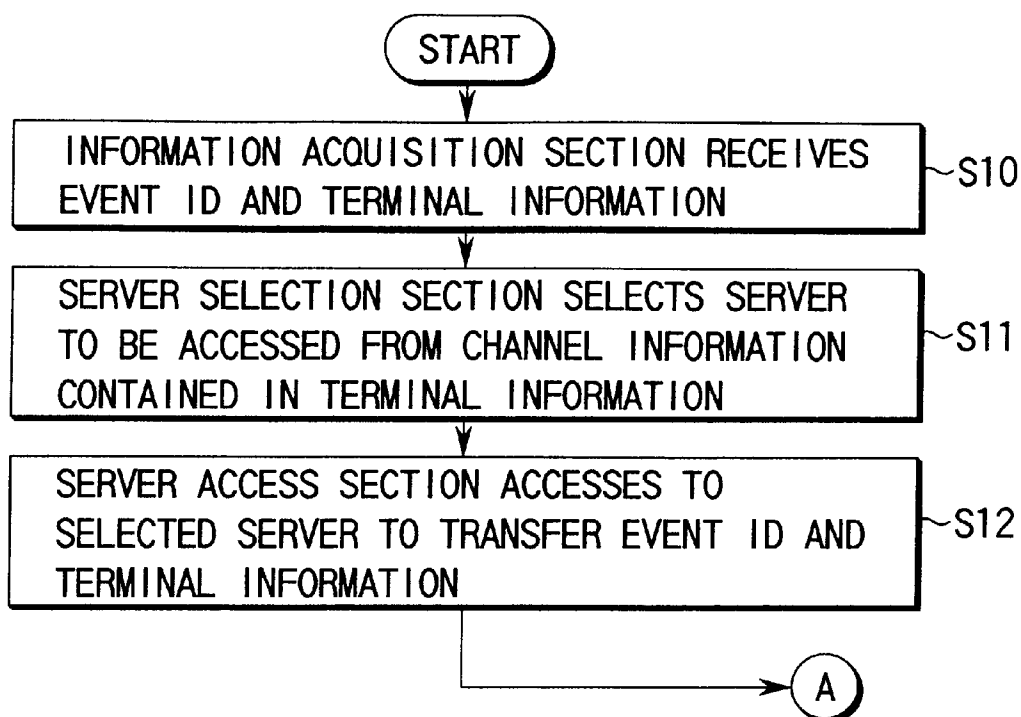 START
INFORMATION ACQUISITION SECTION RECEIVES
EVENT ID AND TERMINAL INFORMATION
S10
SERVER SELECTION SECTION SELECTS SERVER
TO BE ACCESSED FROM CHANNEL INFORMATION
CONTAINED IN TERMINAL INFORMATION
S11
SERVER ACCESS SECTION ACCESSES TO
SELECTED SERVER TO TRANSFER EVENT ID AND
TERMINAL INFORMATION
S12
A